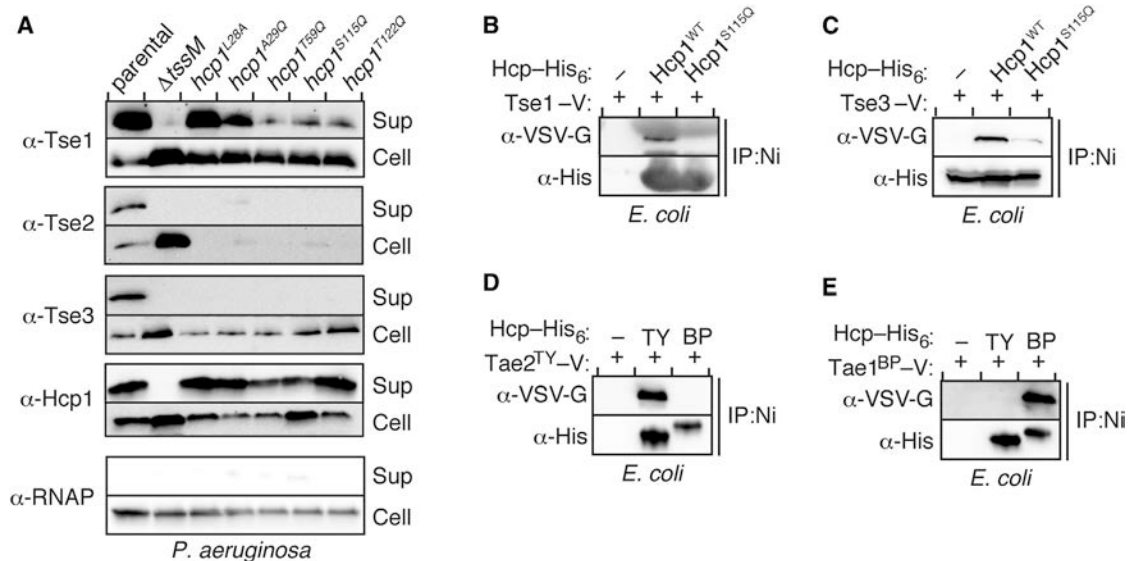 A
parental
ΔtssM
hcp1L28A
hcp1A29Q
hcp1T59Q
hcp1S115Q
hcp1T122Q
α-Tse1
Sup
Cell
α-Tse2
Sup
Cell
α-Tse3
Sup
Cell
α-Hcp1
Sup
Cell
α-RNAP
Sup
Cell
P. aeruginosa
B
Hcp–His6: – Hcp1WT Hcp1S115Q
Tse1–V: + + +
α-VSV-G
α-His
IP:Ni
E. coli
C
Hcp–His6: – Hcp1WT Hcp1S115Q
Tse3–V: + + +
α-VSV-G
α-His
IP:Ni
E. coli
D
Hcp–His6: – TY BP
Tae2TY–V: + + +
α-VSV-G
α-His
IP:Ni
E. coli
E
Hcp–His6: – TY BP
Tae1BP–V: + + +
α-VSV-G
α-His
IP:Ni
E. coli